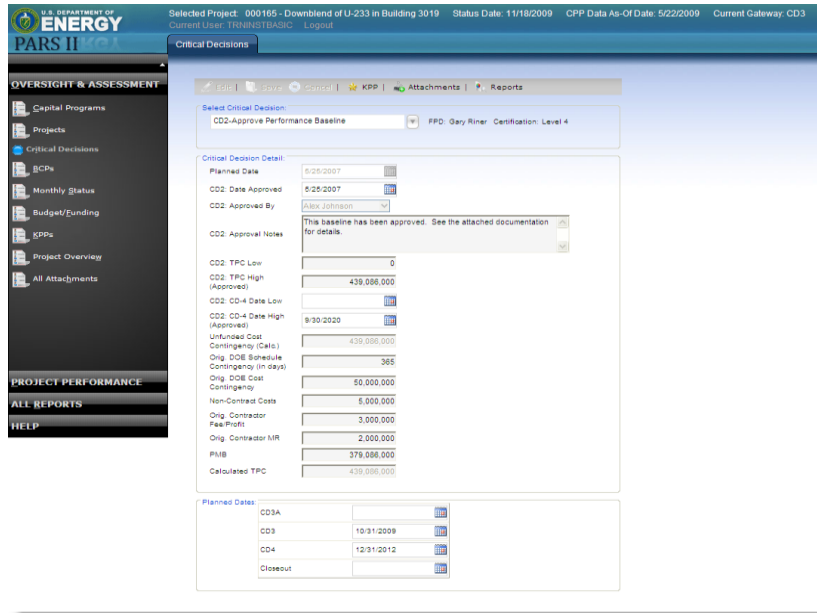 U.S. DEPARTMENT OF
ENERGY
PARS II
Selected Project: 000165 - Downblend of U-233 in Building 3019 Status Date: 11/18/2009 CPP Data As-Of Date: 5/22/2009 Current Gateway: CD3
Current User: TRNINSTBASIC Logout
Critical Decisions
OVERSIGHT & ASSESSMENT
Capital Programs
Projects
Critical Decisions
BCPs
Monthly Status
Budget/Funding
KPPs
Project Overview
All Attachments
PROJECT PERFORMANCE
ALL REPORTS
HELP
Edit | Save Cancel | KPP | Attachments | Reports
Select Critical Decision:
CD2-Approve Performance Baseline FPD: Gary Riner Certification: Level 4
Critical Decision Detail:
Planned Date 5/25/2007
CD2: Date Approved 5/25/2007
CD2: Approved By Alex Johnson
CD2: Approval Notes
This baseline has been approved. See the attached documentation
for details.
CD2: TPC Low 0
CD2: TPC High
(Approved) 439,086,000
CD2: CD-4 Date Low
CD2: CD-4 Date High
(Approved) 9/30/2020
Unfunded Cost
Contingency (Calc.) 439,086,000
Orig. DOE Schedule
Contingency (in days) 365
Orig. DOE Cost
Contingency 50,000,000
Non-Contract Costs 5,000,000
Orig. Contractor
Fee/Profit 3,000,000
Orig. Contractor MR 2,000,000
PMB 379,086,000
Calculated TPC 439,086,000
Planned Dates:
CD3A
CD3 10/31/2009
CD4 12/31/2012
Closeout